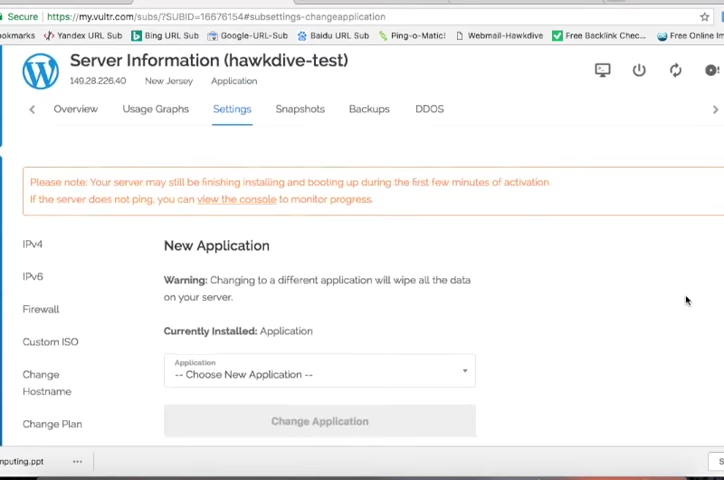 Secure https://my.vultr.com/subs/?SUBID=16676154#subsettings-changeapplication
okmarks Yandex URL Sub Bing URL Sub Google-URL-Sub Baidu URL Sub Ping-o-Matic! Webmail-Hawkdive Free Backlink Chec... Free Online Im
Server Information (hawkdive-test)
149.28.226.40 New Jersey Application
Overview Usage Graphs Settings Snapshots Backups DDOS
Please note: Your server may still be finishing installing and booting up during the first few minutes of activation
If the server does not ping, you can view the console to monitor progress.
IPv4
New Application
IPv6
Warning: Changing to a different application will wipe all the data
on your server.
Firewall
Currently Installed: Application
Custom ISO
Application
Change
Hostname
-- Choose New Application --
Change Plan
Change Application
nputing.ppt ...
S